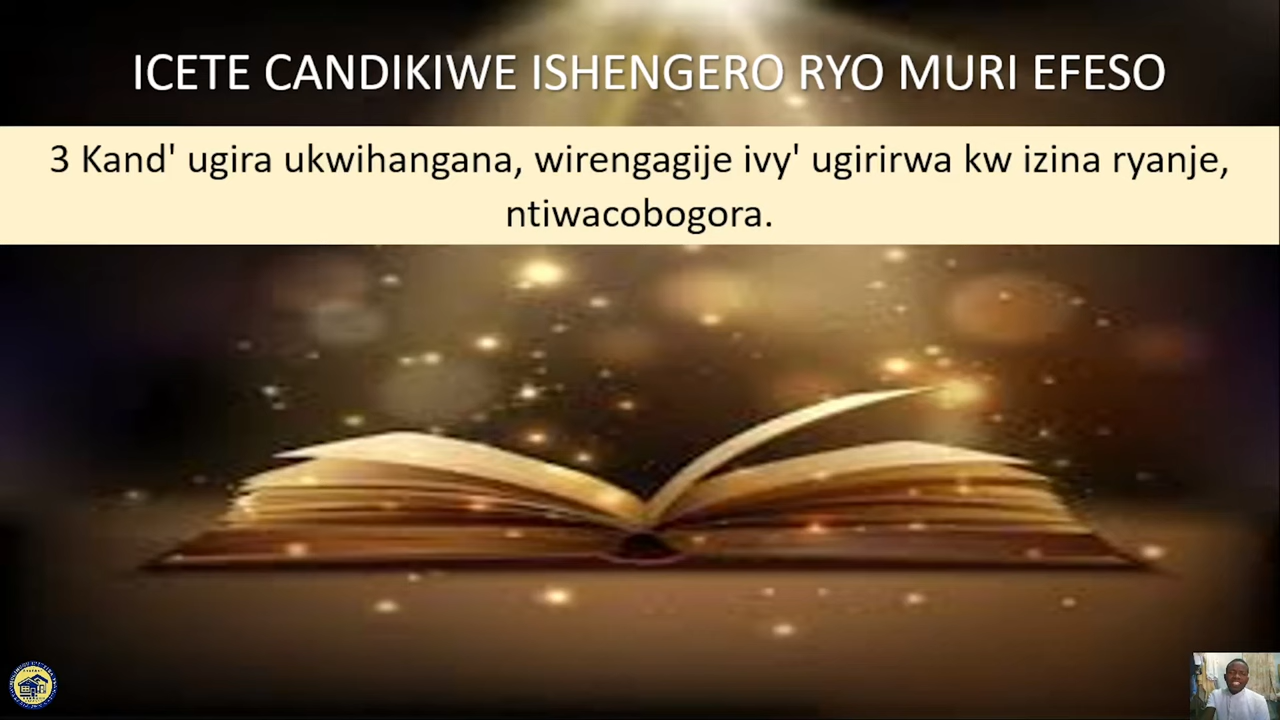 ICETE CANDIKIWE ISHENGERO RYO MURI EFESO
3 Kand' ugira ukwihangana, wirengagije ivy' ugirirwa kw izina ryanje,
ntiwacobogora.